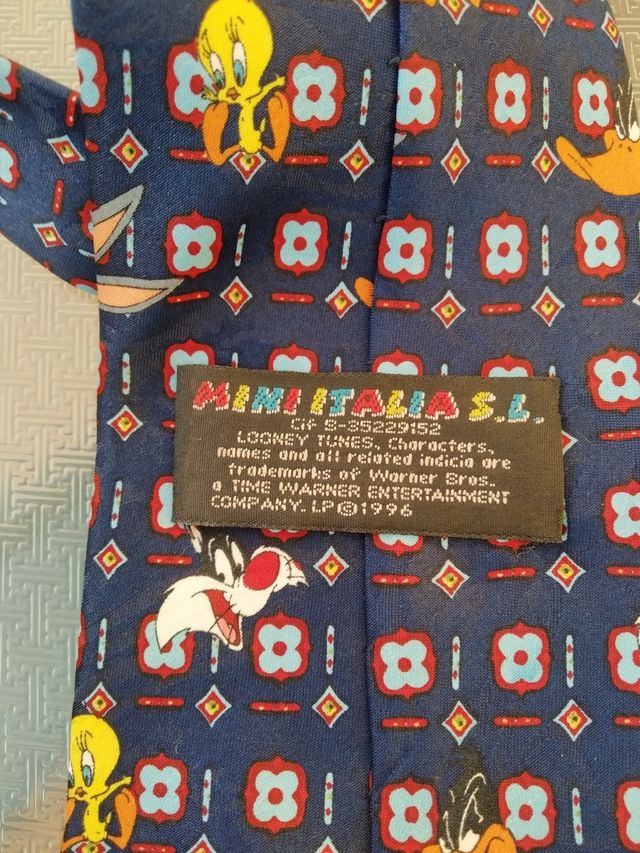 MINI ITALIA S.L.
Cif B-35229152
LOONEY TUNES, Characters,
names and all related indicia are
trademarks of Warner Bros.
a TIME WARNER ENTERTAINMENT
COMPANY. LP©1996